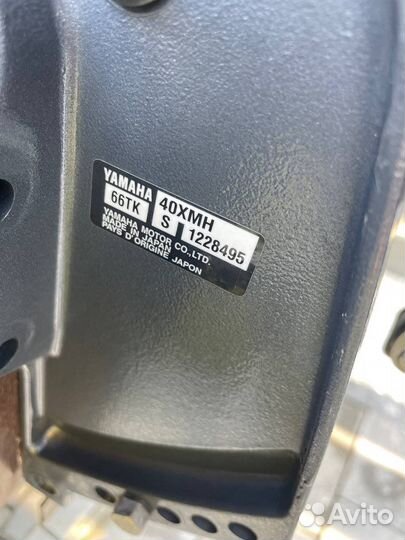 YAMAHA 40XMH
66TK S 1228495
YAMAHA MOTOR CO.,LTD.
MADE IN JAPAN
PAYS D'ORIGINE JAPON
Avito